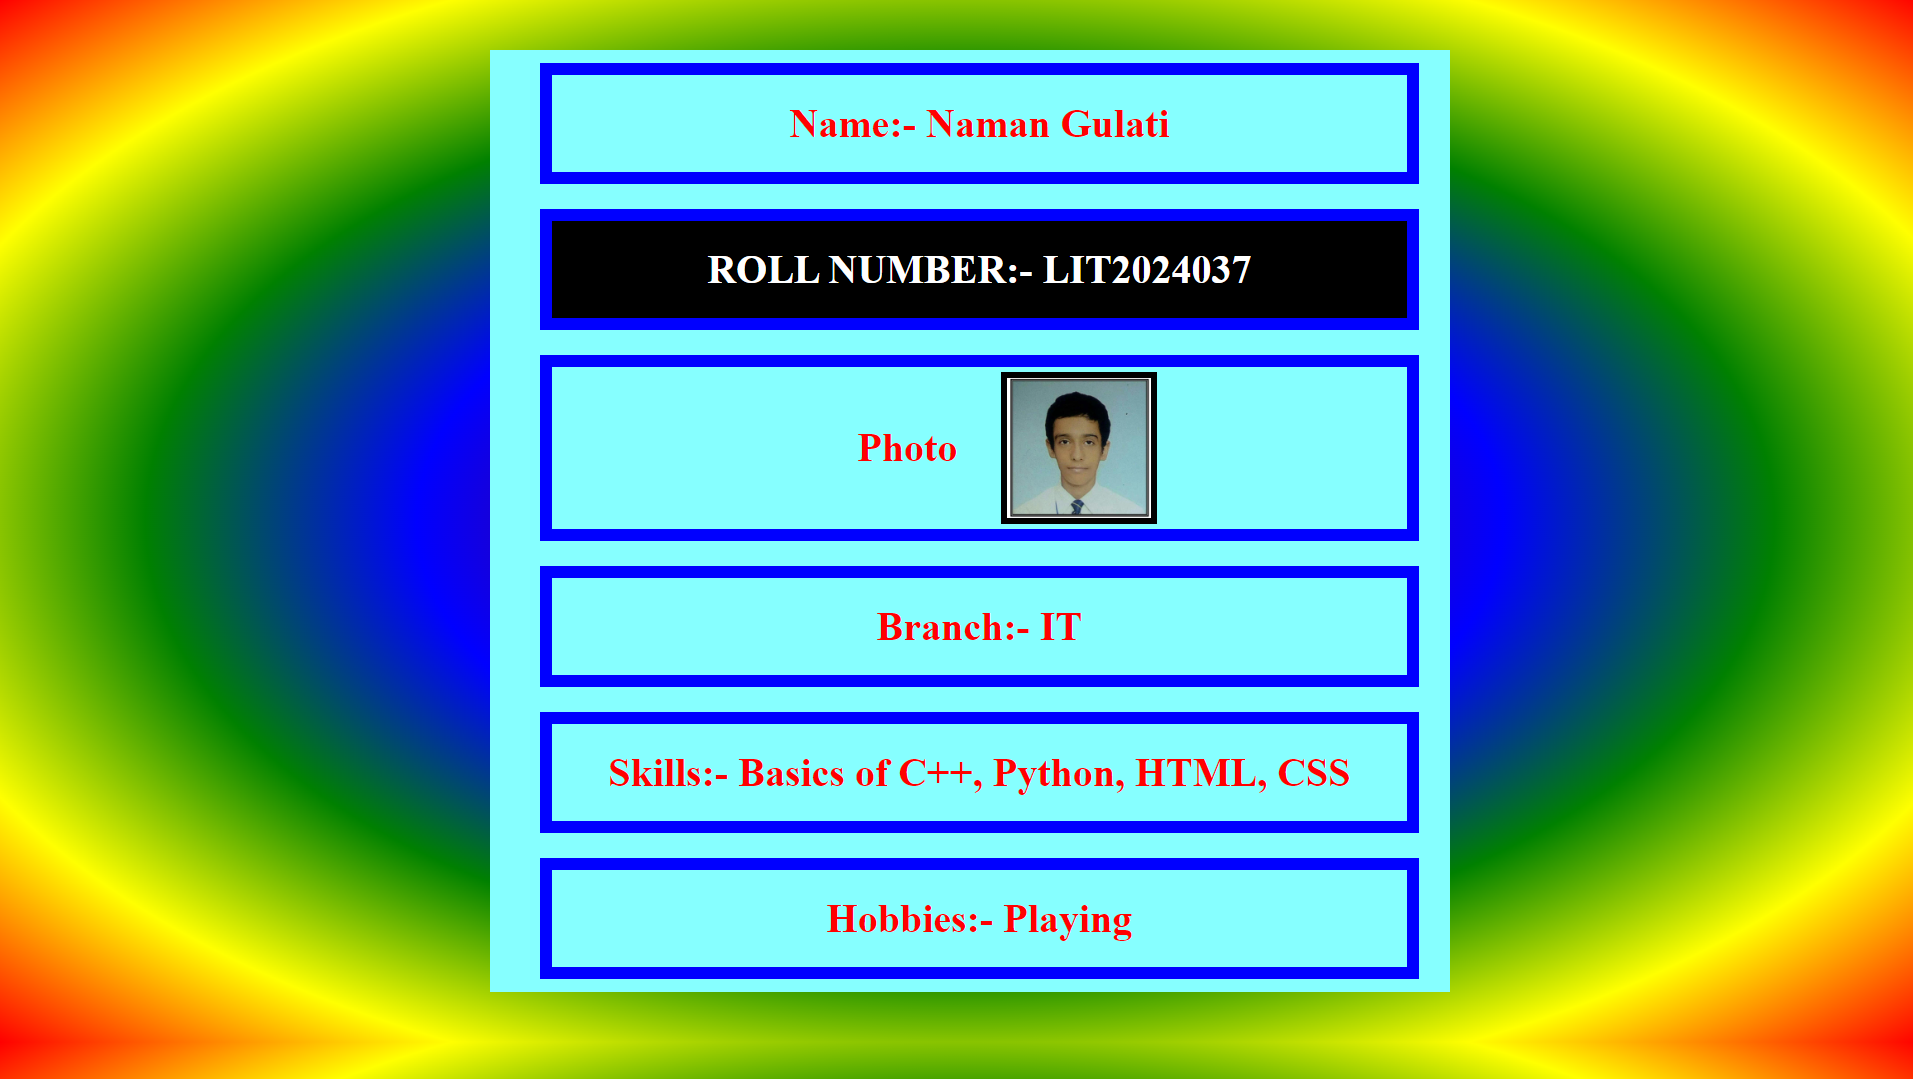 Name:- Naman Gulati
ROLL NUMBER:- LIT2024037
Photo
Branch:- IT
Skills:- Basics of C++, Python, HTML, CSS
Hobbies:- Playing